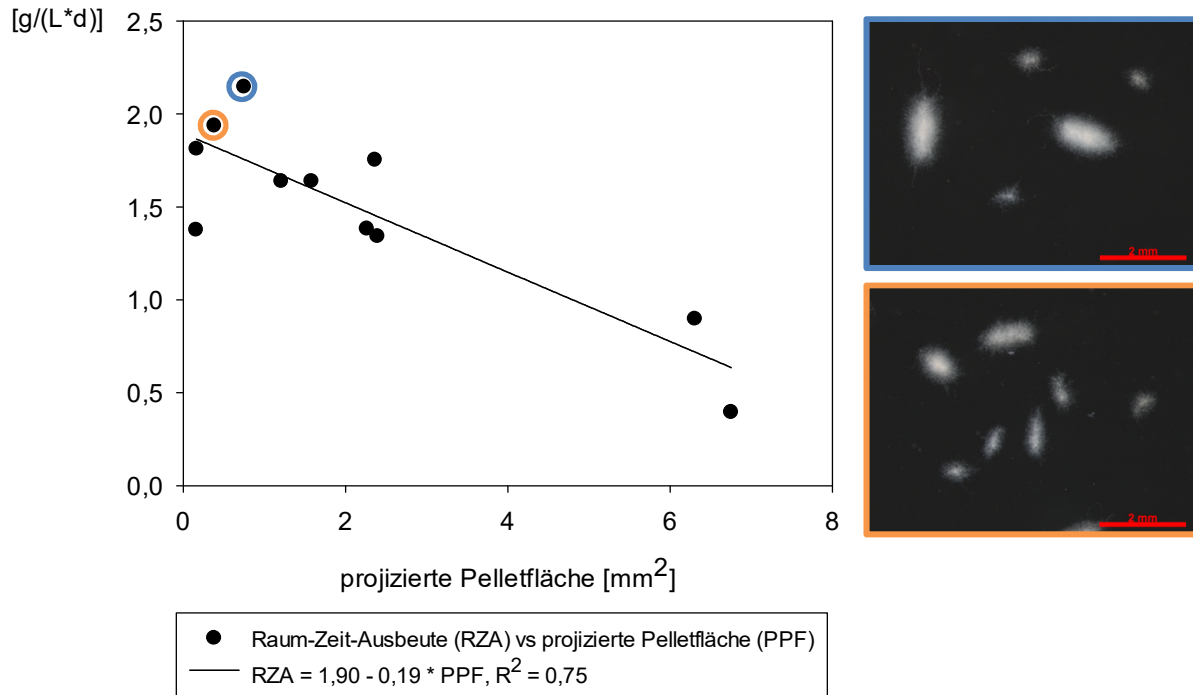 [g/(L*d)]
2,5
2,0
1,5
1,0
0,5
0,0
0 2 4 6 8
projizierte Pelletfläche [mm²]
Raum-Zeit-Ausbeute (RZA) vs projizierte Pelletfläche (PPF)
RZA = 1,90 - 0,19 * PPF, R² = 0,75
2 mm
2 mm